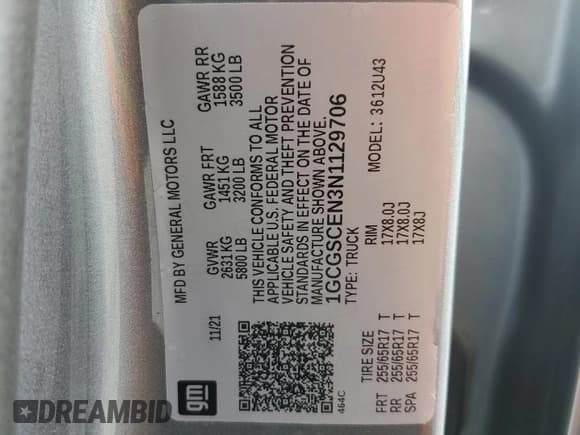 MFD BY GENERAL MOTORS LLC
11/21
GVWR GAWR FRT GAWR RR
2631 KG 1451 KG 1588 KG
5800 LB 3200 LB 3500 LB
THIS VEHICLE CONFORMS TO ALL
APPLICABLE U.S. FEDERAL MOTOR
VEHICLE SAFETY AND THEFT PREVENTION
STANDARDS IN EFFECT ON THE DATE OF
MANUFACTURE SHOWN ABOVE.
1GCGSCEN3N1129706
TYPE: TRUCK MODEL: 3612U43
gm
464C
TIRE SIZE RIM
FRT 255/65R17 T 17X8.0J
RR 255/65R17 T 17X8.0J
SPA 255/65R17 T 17X8J
DREAMBID